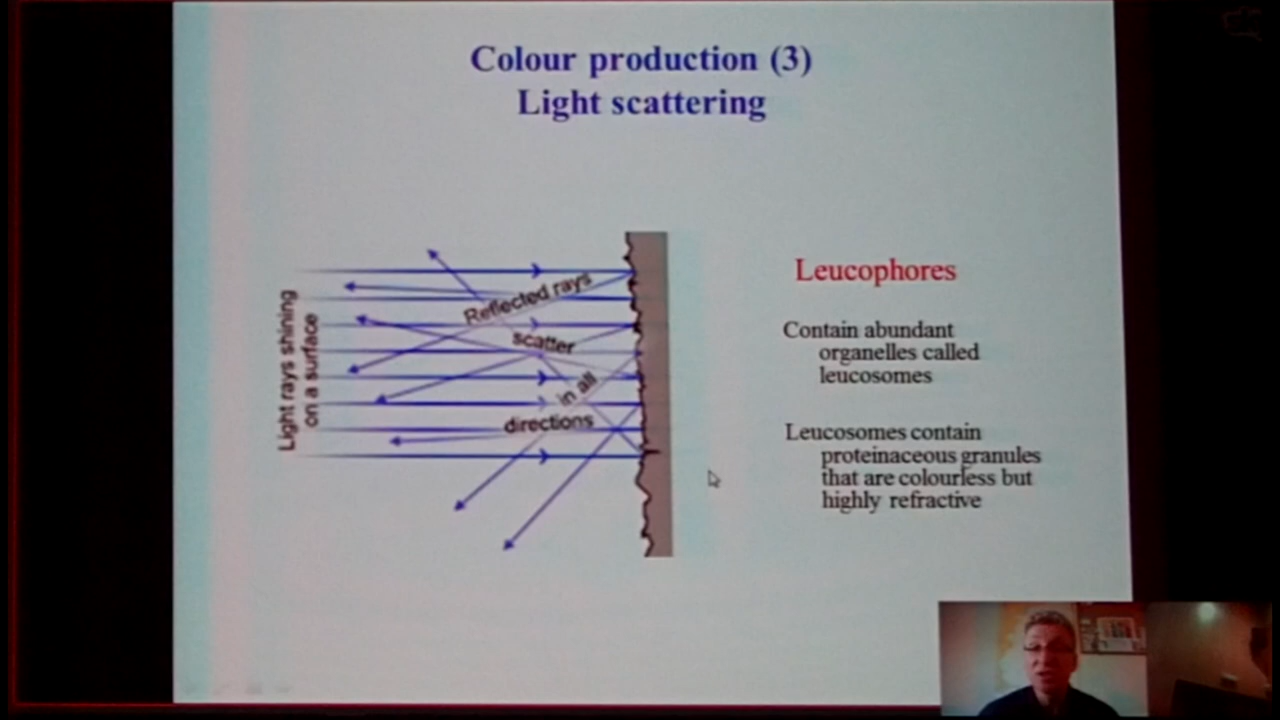 Colour production (3)
Light scattering
Light rays shining
on a surface
Reflected rays
scatter
in all
directions
Leucophores
Contain abundant
organelles called
leucosomes
Leucosomes contain
proteinaceous granules
that are colourless but
highly refractive